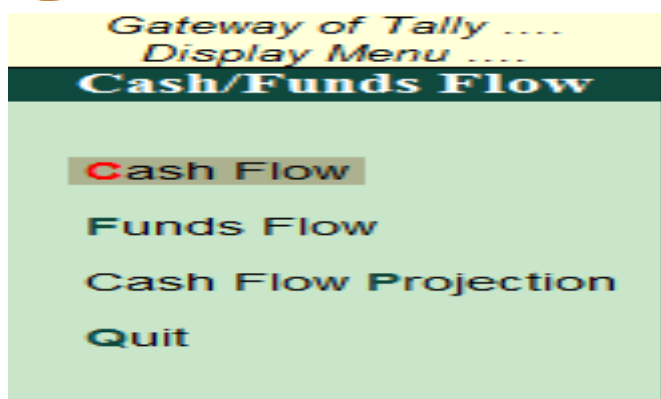 Gateway of Tally ....
Display Menu ....
Cash/Funds Flow
Cash Flow
Funds Flow
Cash Flow Projection
Quit